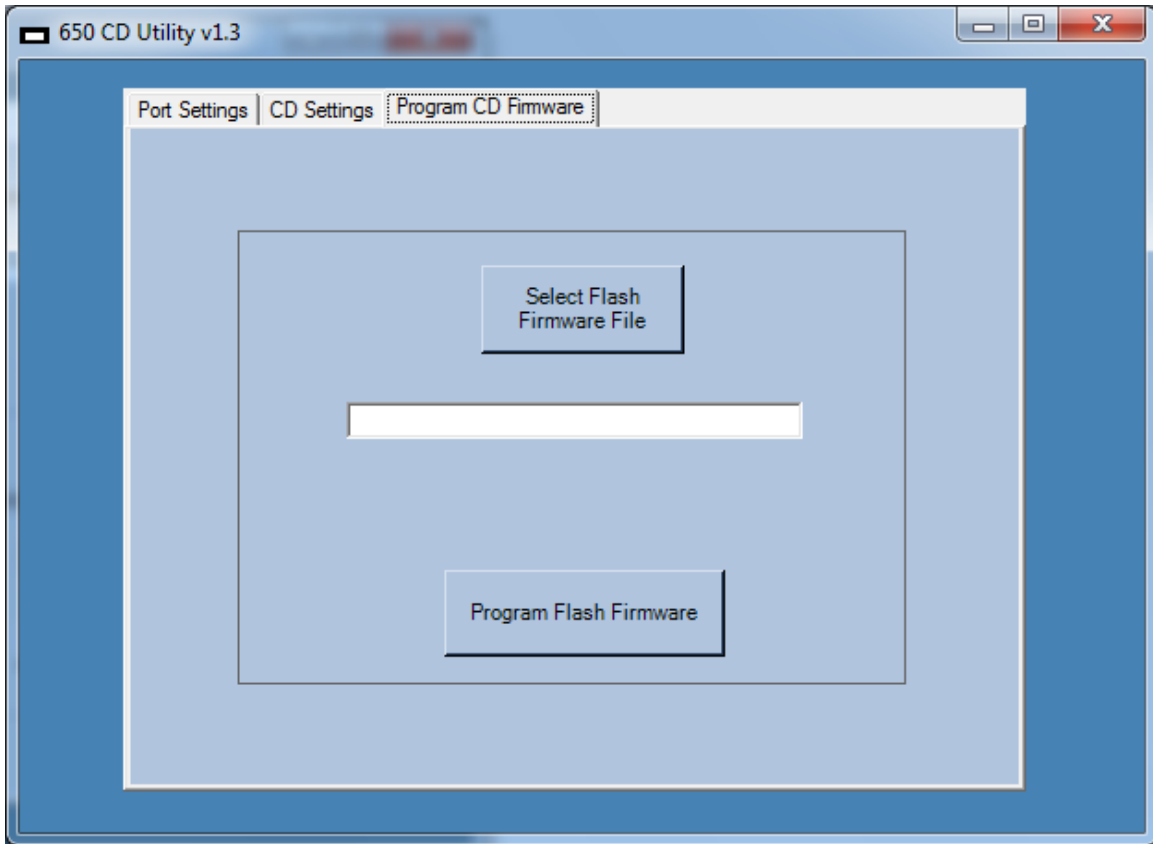 650 CD Utility v1.3
Port Settings CD Settings Program CD Firmware
Select Flash
Firmware File
Program Flash Firmware